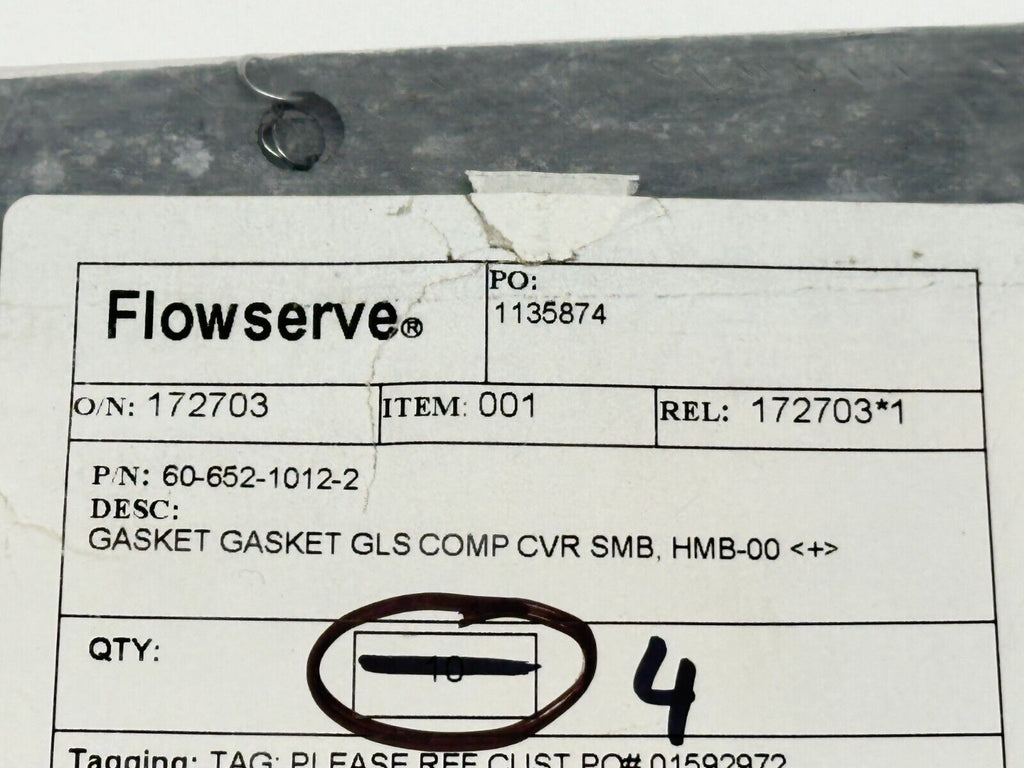 Flowserve®
PO:
1135874
O/N: 172703 ITEM: 001 REL: 172703*1
P/N: 60-652-1012-2
DESC:
GASKET GASKET GLS COMP CVR SMB, HMB-00 <+>
QTY: 10 4
Tagging: TAG: PLEASE REF CUST PO# 01592972